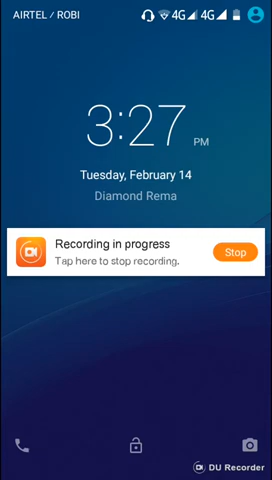 AIRTEL / ROBI
4G 4G
3:27 PM
Tuesday, February 14
Diamond Rema
Recording in progress
Tap here to stop recording.
Stop
DU Recorder